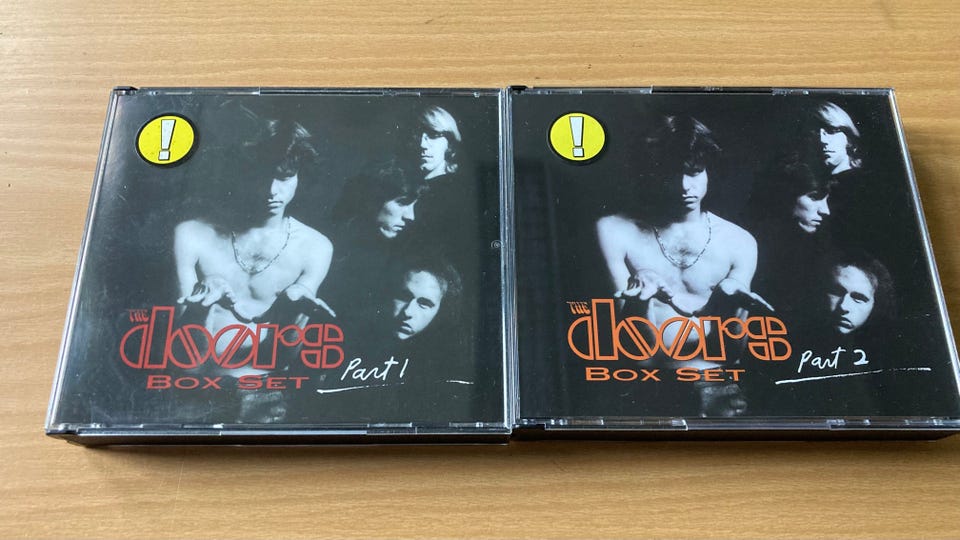 !
THE
doors
BOX SET
Part 1
!
THE
doors
BOX SET
Part 2